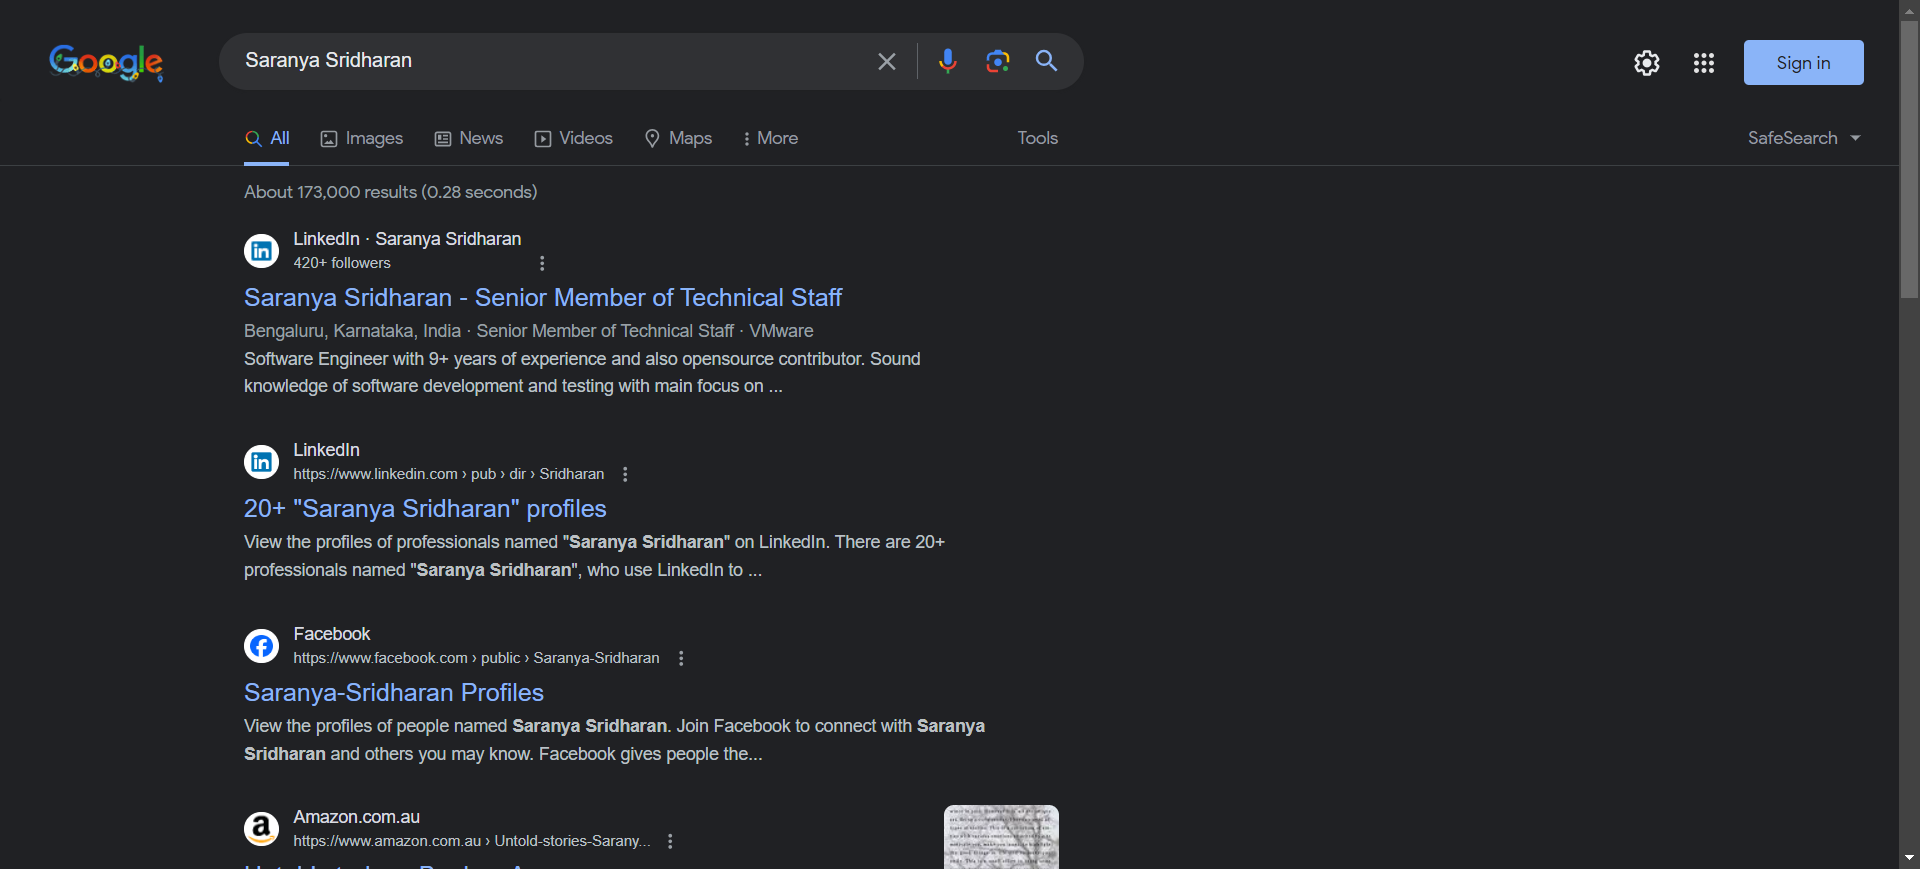 Google
Saranya Sridharan
Sign in
All
Images
News
Videos
Maps
More
Tools
SafeSearch
About 173,000 results (0.28 seconds)
LinkedIn · Saranya Sridharan
420+ followers
Saranya Sridharan - Senior Member of Technical Staff
Bengaluru, Karnataka, India · Senior Member of Technical Staff · VMware
Software Engineer with 9+ years of experience and also opensource contributor. Sound
knowledge of software development and testing with main focus on ...
LinkedIn
https://www.linkedin.com › pub › dir › Sridharan
20+ "Saranya Sridharan" profiles
View the profiles of professionals named "Saranya Sridharan" on LinkedIn. There are 20+
professionals named "Saranya Sridharan", who use LinkedIn to ...
Facebook
https://www.facebook.com › public › Saranya-Sridharan
Saranya-Sridharan Profiles
View the profiles of people named Saranya Sridharan. Join Facebook to connect with Saranya
Sridharan and others you may know. Facebook gives people the...
Amazon.com.au
https://www.amazon.com.au › Untold-stories-Sarany...